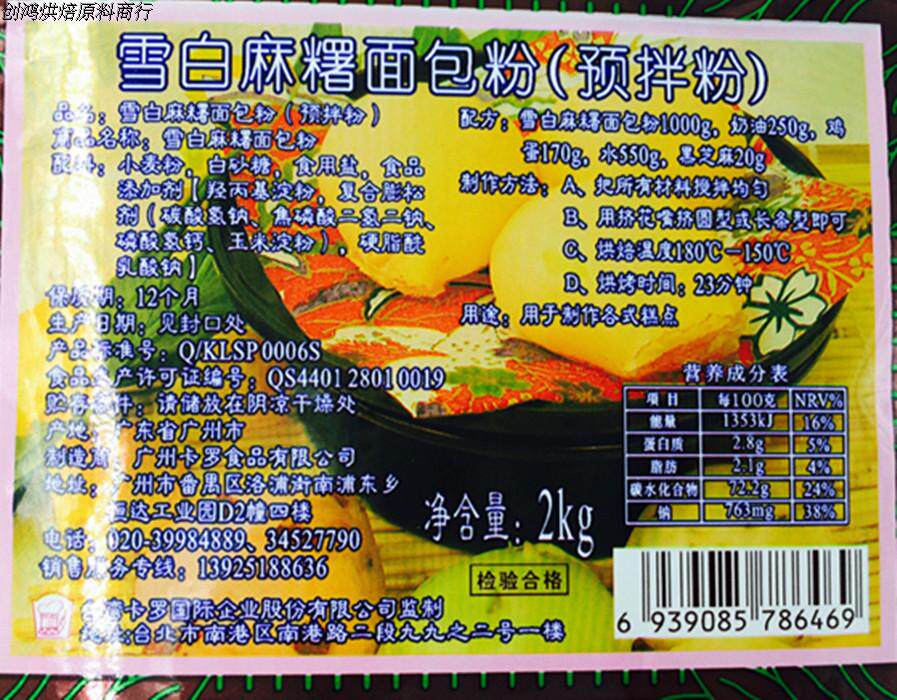 创鸿烘焙原料商行
雪白麻糬面包粉（预拌粉）
品名：雪白麻糬面包粉（预拌粉）
商品名称：雪白麻糬面包粉
配料：小麦粉，白砂糖，食用盐，食品
添加剂【羟丙基淀粉，复合膨松
剂（碳酸氢钠、焦磷酸二氢二钠、
磷酸氢钙、玉米淀粉），硬脂酰
乳酸钠】
保质期：12个月
生产日期：见封口处
产品标准号：Q/KLSP 0006S
食品生产许可证编号：QS4401 2801 0019
贮存条件：请储放在阴凉干燥处
产地：广东省广州市
制造商：广州卡罗食品有限公司
地址：广州市番禺区洛浦街南浦东乡
恒达工业园D2幢四楼
电话：020-39984889、34527790
销售服务专线：13925188636
台湾卡罗国际企业股份有限公司监制
地址:台北市南港区南港路二段九九之二号一楼
配方：雪白麻糬面包粉1000g，奶油250g，鸡
蛋170g，水550g，黑芝麻20g
制作方法：A、把所有材料搅拌均匀
B、用挤花嘴挤圆型或长条型即可
C、烘焙温度180℃－150℃
D、烘烤时间：23分钟
用途：用于制作各式糕点
营养成分表
项目 每100克 NRV%
能量 1353kJ 16%
蛋白质 2.8g 5%
脂肪 2.1g 4%
碳水化合物 72.2g 24%
钠 763mg 38%
净含量：2kg
检验合格
6 939085 786469